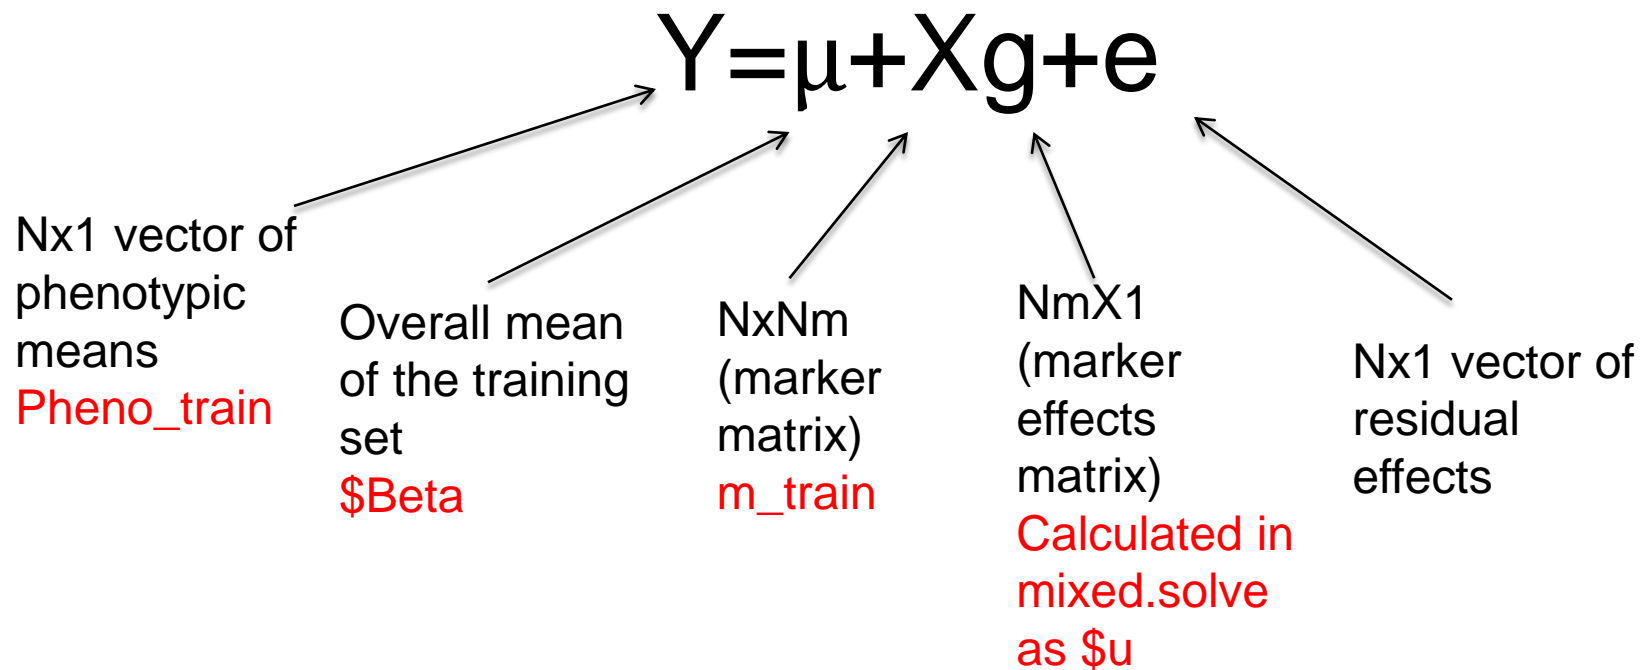 Y=μ+Xg+e
Nx1 vector of
phenotypic
means
Pheno_train
Overall mean
of the training
set
$Beta
NxNm
(marker
matrix)
m_train
NmX1
(marker
effects
matrix)
Calculated in
mixed.solve
as $u
Nx1 vector of
residual
effects